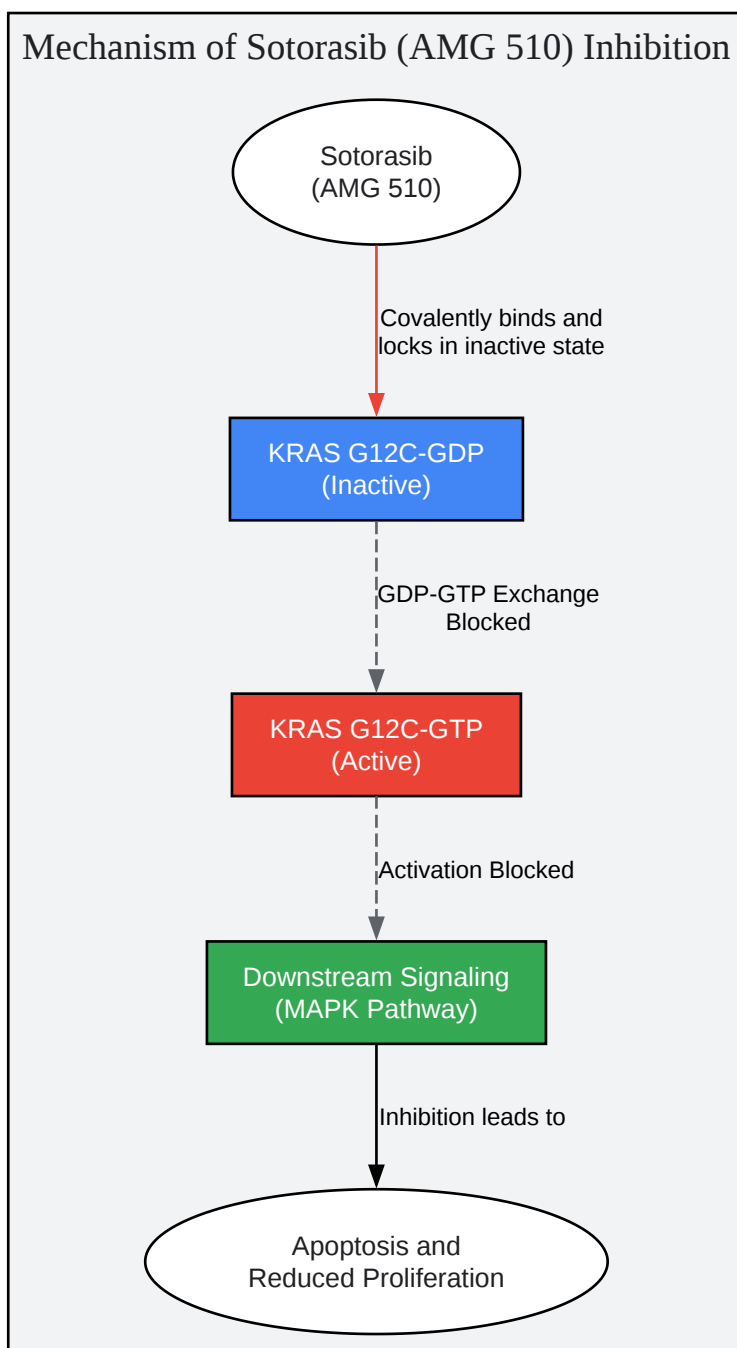 Mechanism of Sotorasib (AMG 510) Inhibition
Sotorasib
(AMG 510)
Covalently binds and
locks in inactive state
KRAS G12C-GDP
(Inactive)
GDP-GTP Exchange
Blocked
KRAS G12C-GTP
(Active)
Activation Blocked
Downstream Signaling
(MAPK Pathway)
Inhibition leads to
Apoptosis and
Reduced Proliferation